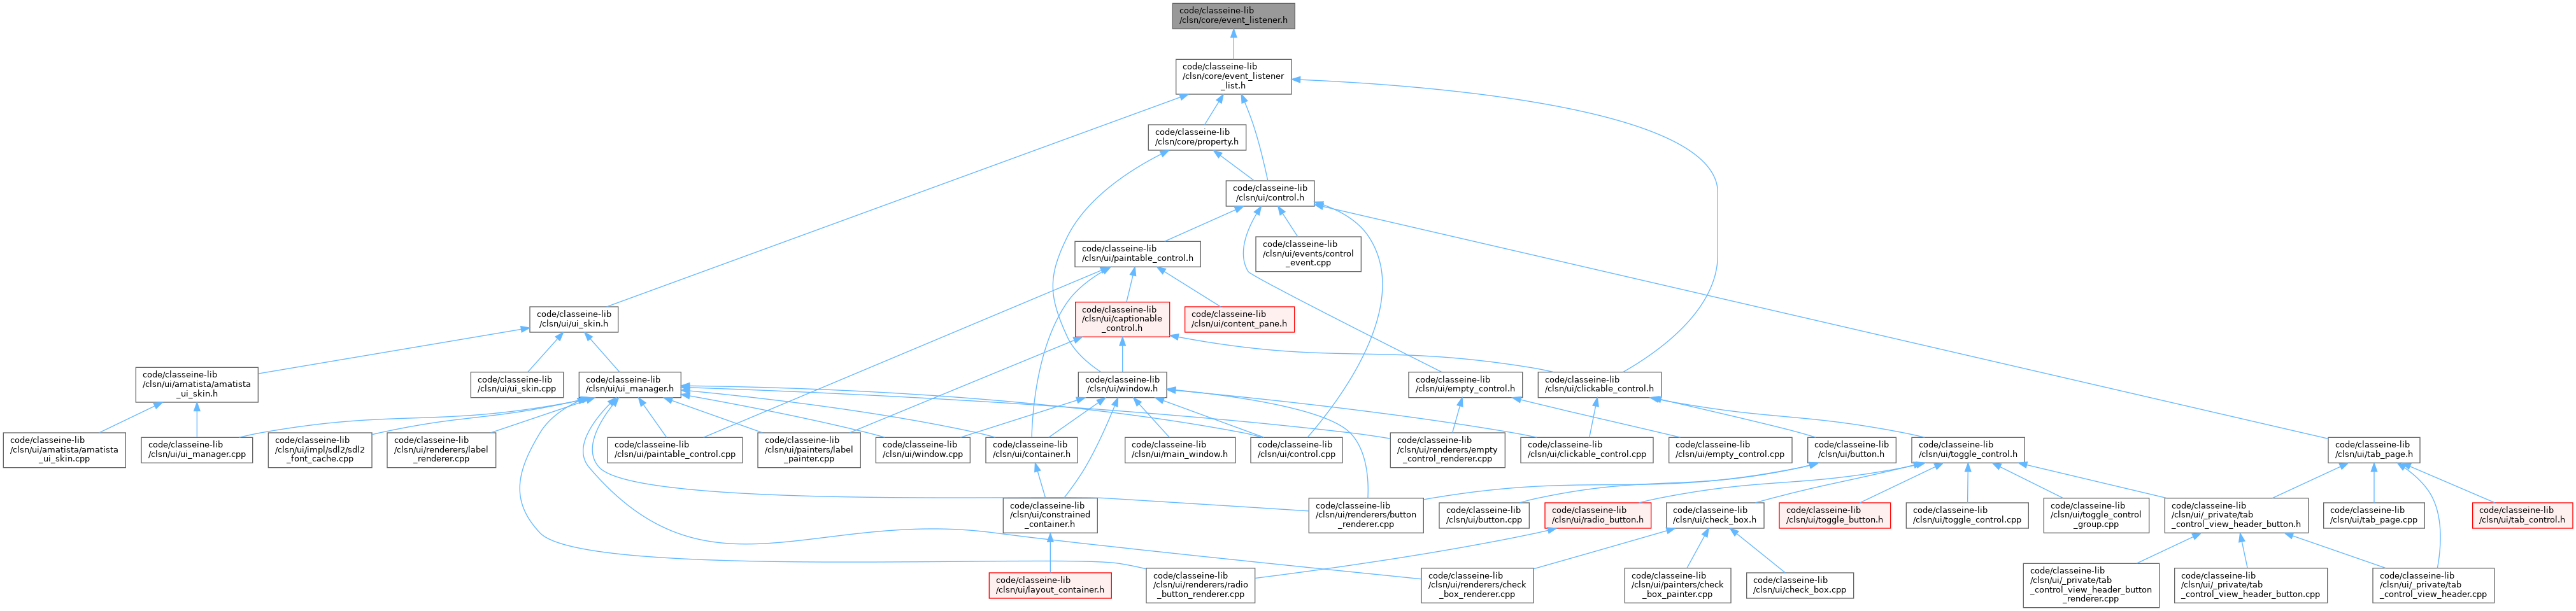 code/classeine-lib
/clsn/core/event_listener.h
code/classeine-lib
/clsn/core/event_listener
_list.h
code/classeine-lib
/clsn/core/property.h
code/classeine-lib
/clsn/ui/control.h
code/classeine-lib
/clsn/ui/paintable_control.h
code/classeine-lib
/clsn/ui/events/control
_event.cpp
code/classeine-lib
/clsn/ui/ui_skin.h
code/classeine-lib
/clsn/ui/captionable
_control.h
code/classeine-lib
/clsn/ui/content_pane.h
code/classeine-lib
/clsn/ui/amatista/amatista
_ui_skin.h
code/classeine-lib
/clsn/ui/ui_skin.cpp
code/classeine-lib
/clsn/ui/ui_manager.h
code/classeine-lib
/clsn/ui/window.h
code/classeine-lib
/clsn/ui/empty_control.h
code/classeine-lib
/clsn/ui/clickable_control.h
code/classeine-lib
/clsn/ui/amatista/amatista
_ui_skin.cpp
code/classeine-lib
/clsn/ui/ui_manager.cpp
code/classeine-lib
/clsn/ui/impl/sdl2/sdl2
_font_cache.cpp
code/classeine-lib
/clsn/ui/renderers/label
_renderer.cpp
code/classeine-lib
/clsn/ui/paintable_control.cpp
code/classeine-lib
/clsn/ui/painters/label
_painter.cpp
code/classeine-lib
/clsn/ui/window.cpp
code/classeine-lib
/clsn/ui/container.h
code/classeine-lib
/clsn/ui/main_window.h
code/classeine-lib
/clsn/ui/control.cpp
code/classeine-lib
/clsn/ui/renderers/empty
_control_renderer.cpp
code/classeine-lib
/clsn/ui/clickable_control.cpp
code/classeine-lib
/clsn/ui/empty_control.cpp
code/classeine-lib
/clsn/ui/button.h
code/classeine-lib
/clsn/ui/toggle_control.h
code/classeine-lib
/clsn/ui/tab_page.h
code/classeine-lib
/clsn/ui/constrained
_container.h
code/classeine-lib
/clsn/ui/renderers/button
_renderer.cpp
code/classeine-lib
/clsn/ui/button.cpp
code/classeine-lib
/clsn/ui/radio_button.h
code/classeine-lib
/clsn/ui/check_box.h
code/classeine-lib
/clsn/ui/toggle_button.h
code/classeine-lib
/clsn/ui/toggle_control.cpp
code/classeine-lib
/clsn/ui/toggle_control
_group.cpp
code/classeine-lib
/clsn/ui/_private/tab
_control_view_header_button.h
code/classeine-lib
/clsn/ui/tab_page.cpp
code/classeine-lib
/clsn/ui/tab_control.h
code/classeine-lib
/clsn/ui/layout_container.h
code/classeine-lib
/clsn/ui/renderers/radio
_button_renderer.cpp
code/classeine-lib
/clsn/ui/renderers/check
_box_renderer.cpp
code/classeine-lib
/clsn/ui/painters/check
_box_painter.cpp
code/classeine-lib
/clsn/ui/check_box.cpp
code/classeine-lib
/clsn/ui/_private/tab
_control_view_header_button
_renderer.cpp
code/classeine-lib
/clsn/ui/_private/tab
_control_view_header_button.cpp
code/classeine-lib
/clsn/ui/_private/tab
_control_view_header.cpp